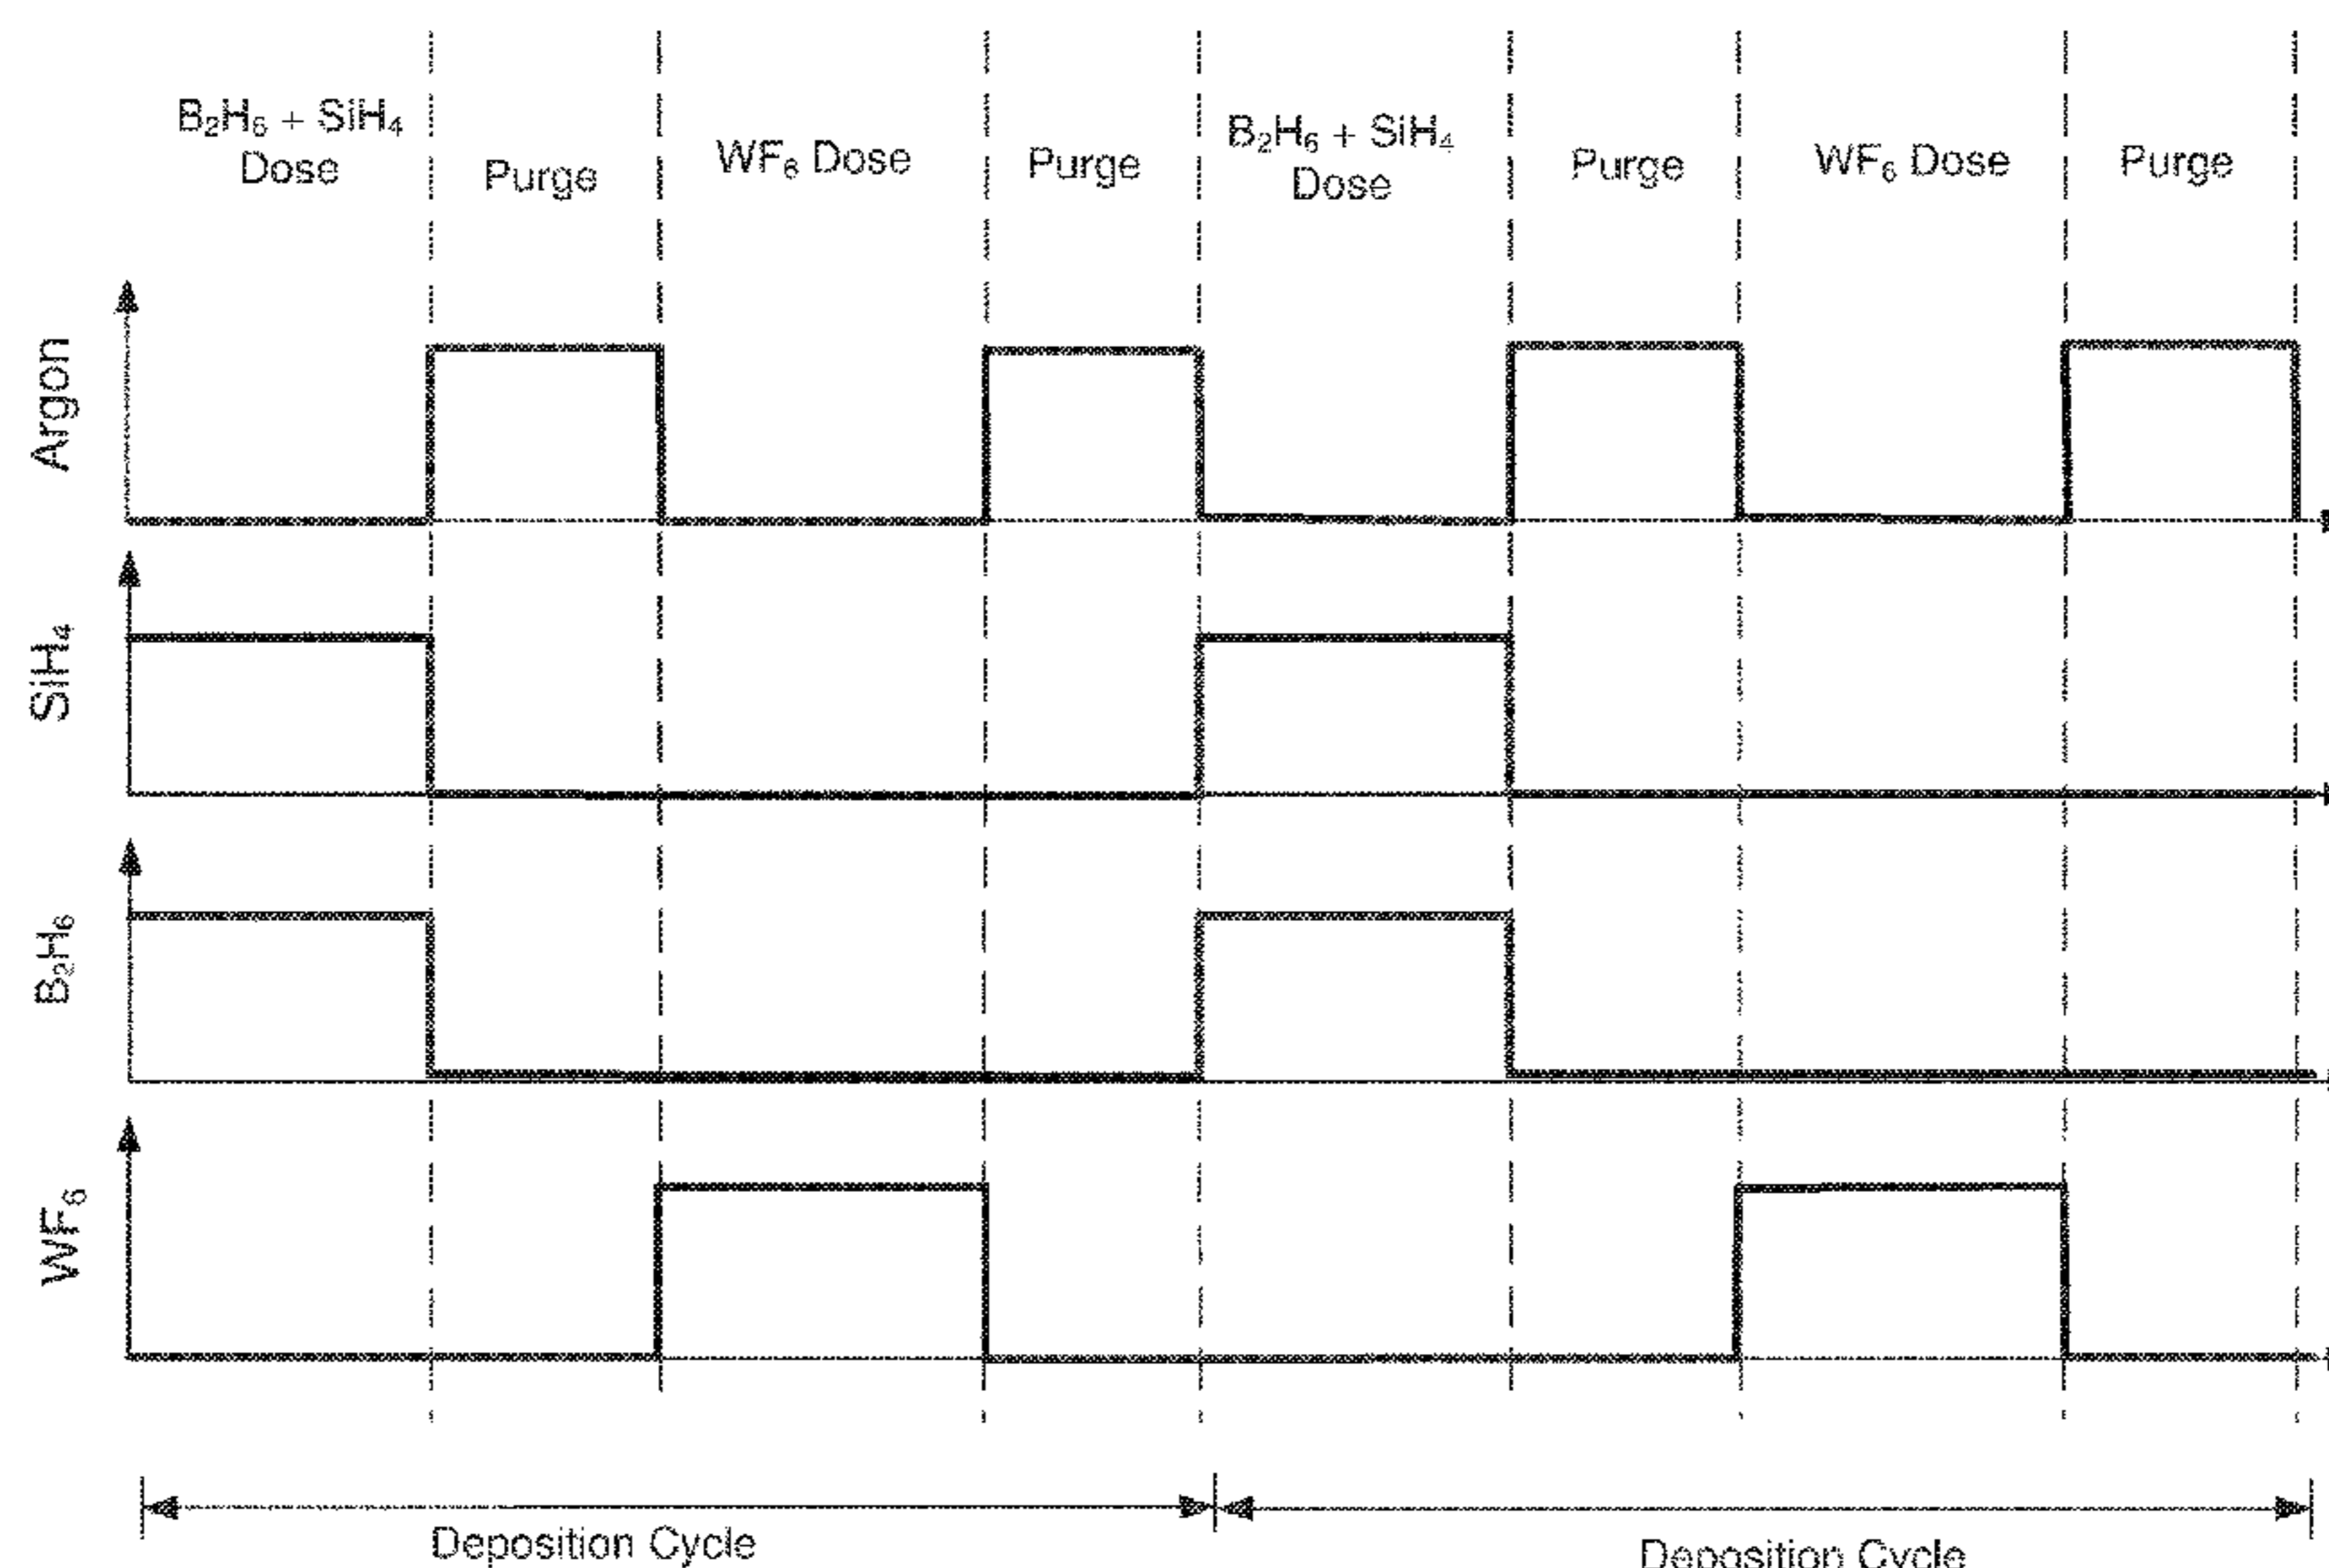 B₂H₆ + SiH₄
Dose
Purge
WF₆ Dose
Purge
B₂H₆ + SiH₄
Dose
Purge
WF₆ Dose
Purge
Argon
SiH₄
B₂H₆
WF₆
Deposition Cycle
Deposition Cycle